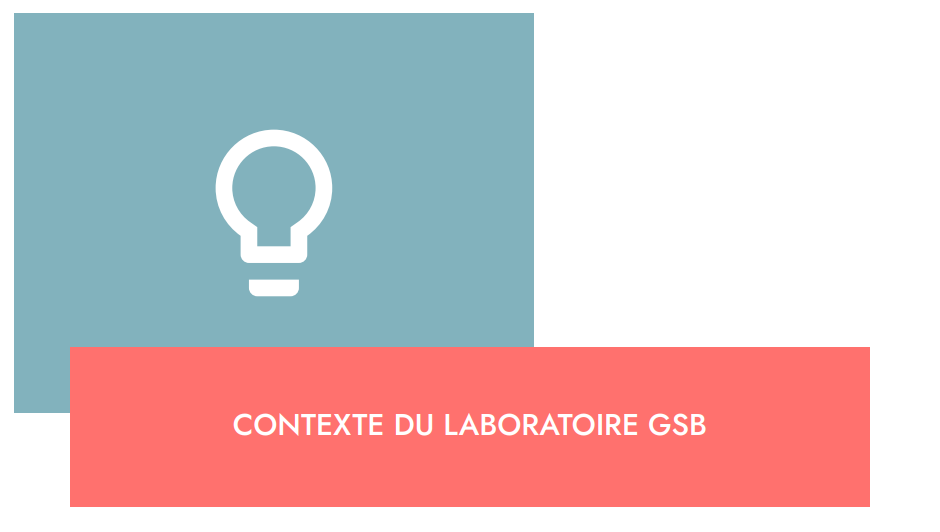 CONTEXTE DU LABORATOIRE GSB